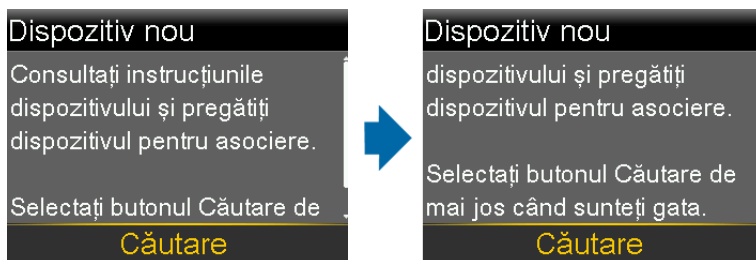 Dispozitiv nou
Consultați instrucțiunile
dispozitivului și pregătiți
dispozitivul pentru asociere.
Selectați butonul Căutare de
Căutare
Dispozitiv nou
dispozitivului și pregătiți
dispozitivul pentru asociere.
Selectați butonul Căutare de
mai jos când sunteți gata.
Căutare